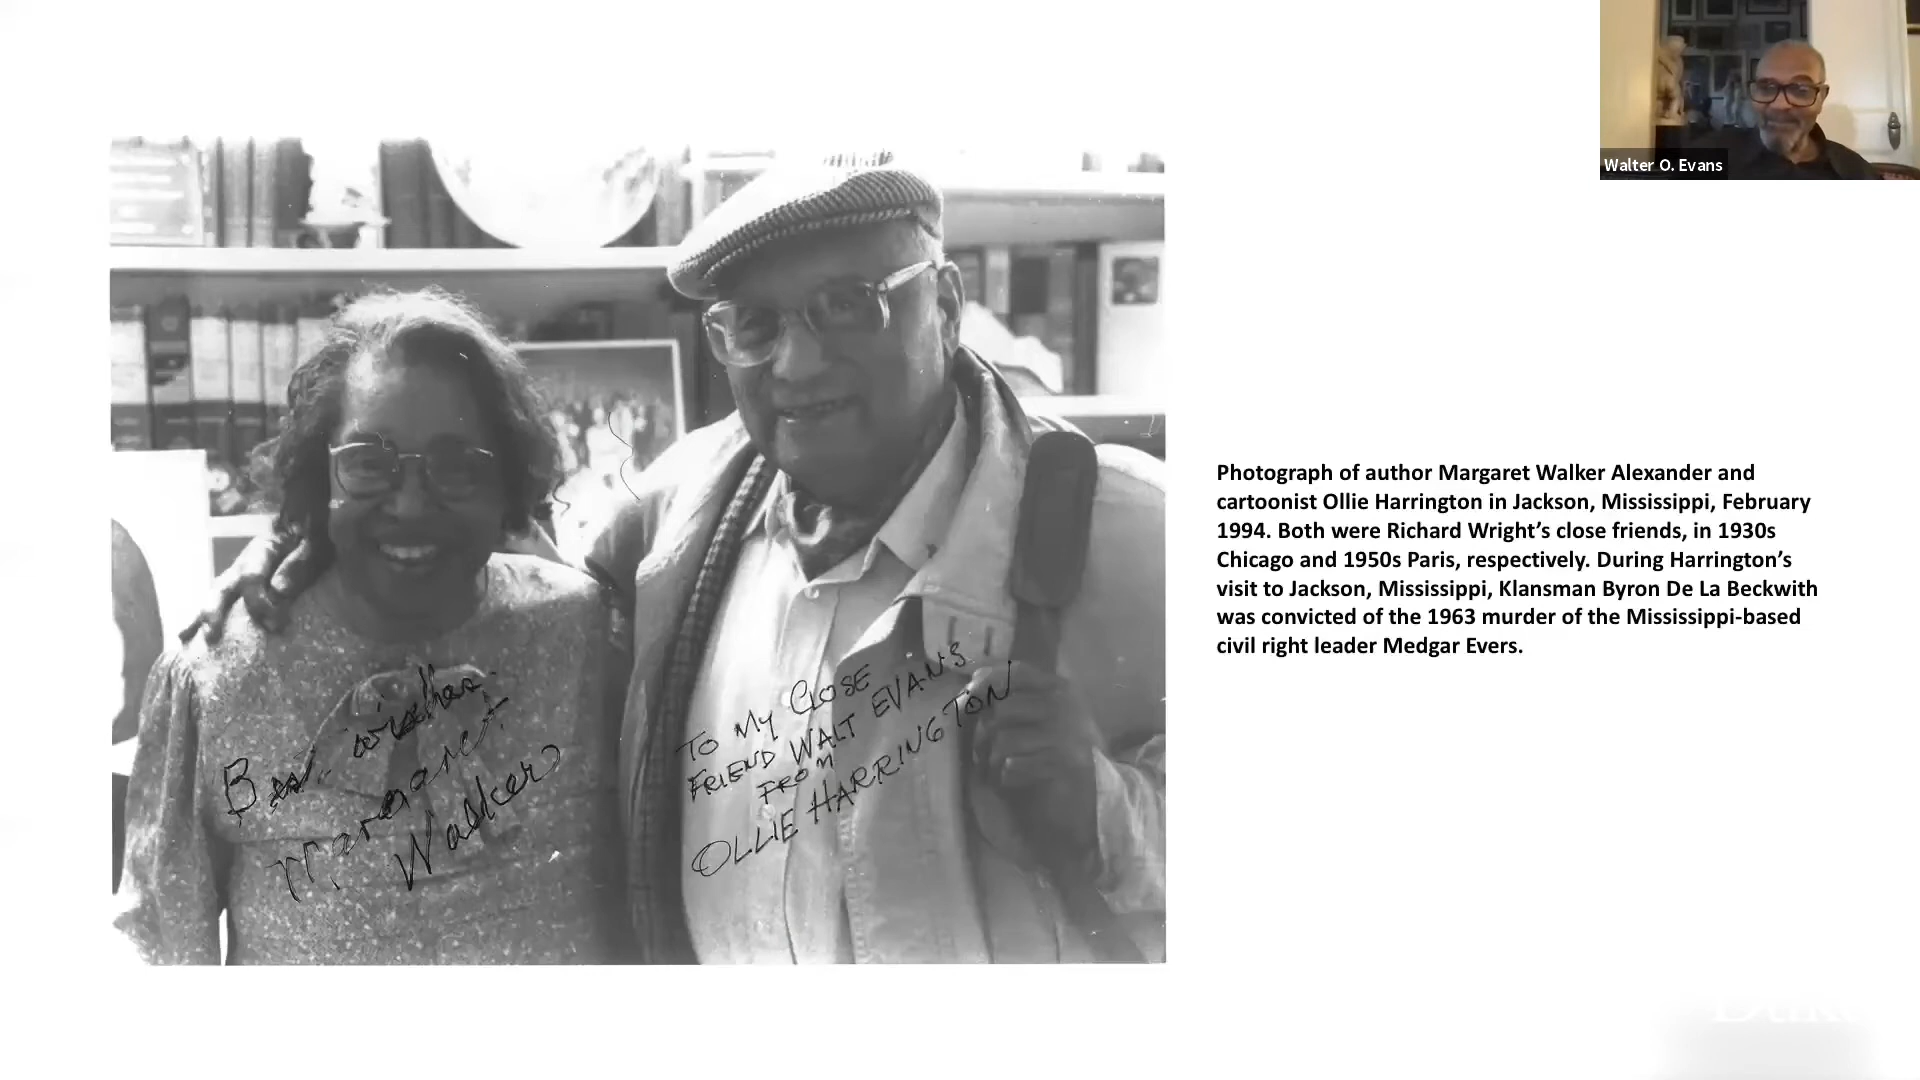 Walter O. Evans
Photograph of author Margaret Walker Alexander and
cartoonist Ollie Harrington in Jackson, Mississippi, February
1994. Both were Richard Wright’s close friends, in 1930s
Chicago and 1950s Paris, respectively. During Harrington’s
visit to Jackson, Mississippi, Klansman Byron De La Beckwith
was convicted of the 1963 murder of the Mississippi-based
civil right leader Medgar Evers.
Best wishes
Margaret
Walker
TO MY CLOSE
FRIEND WALT EVANS
FROM
OLLIE HARRINGTON